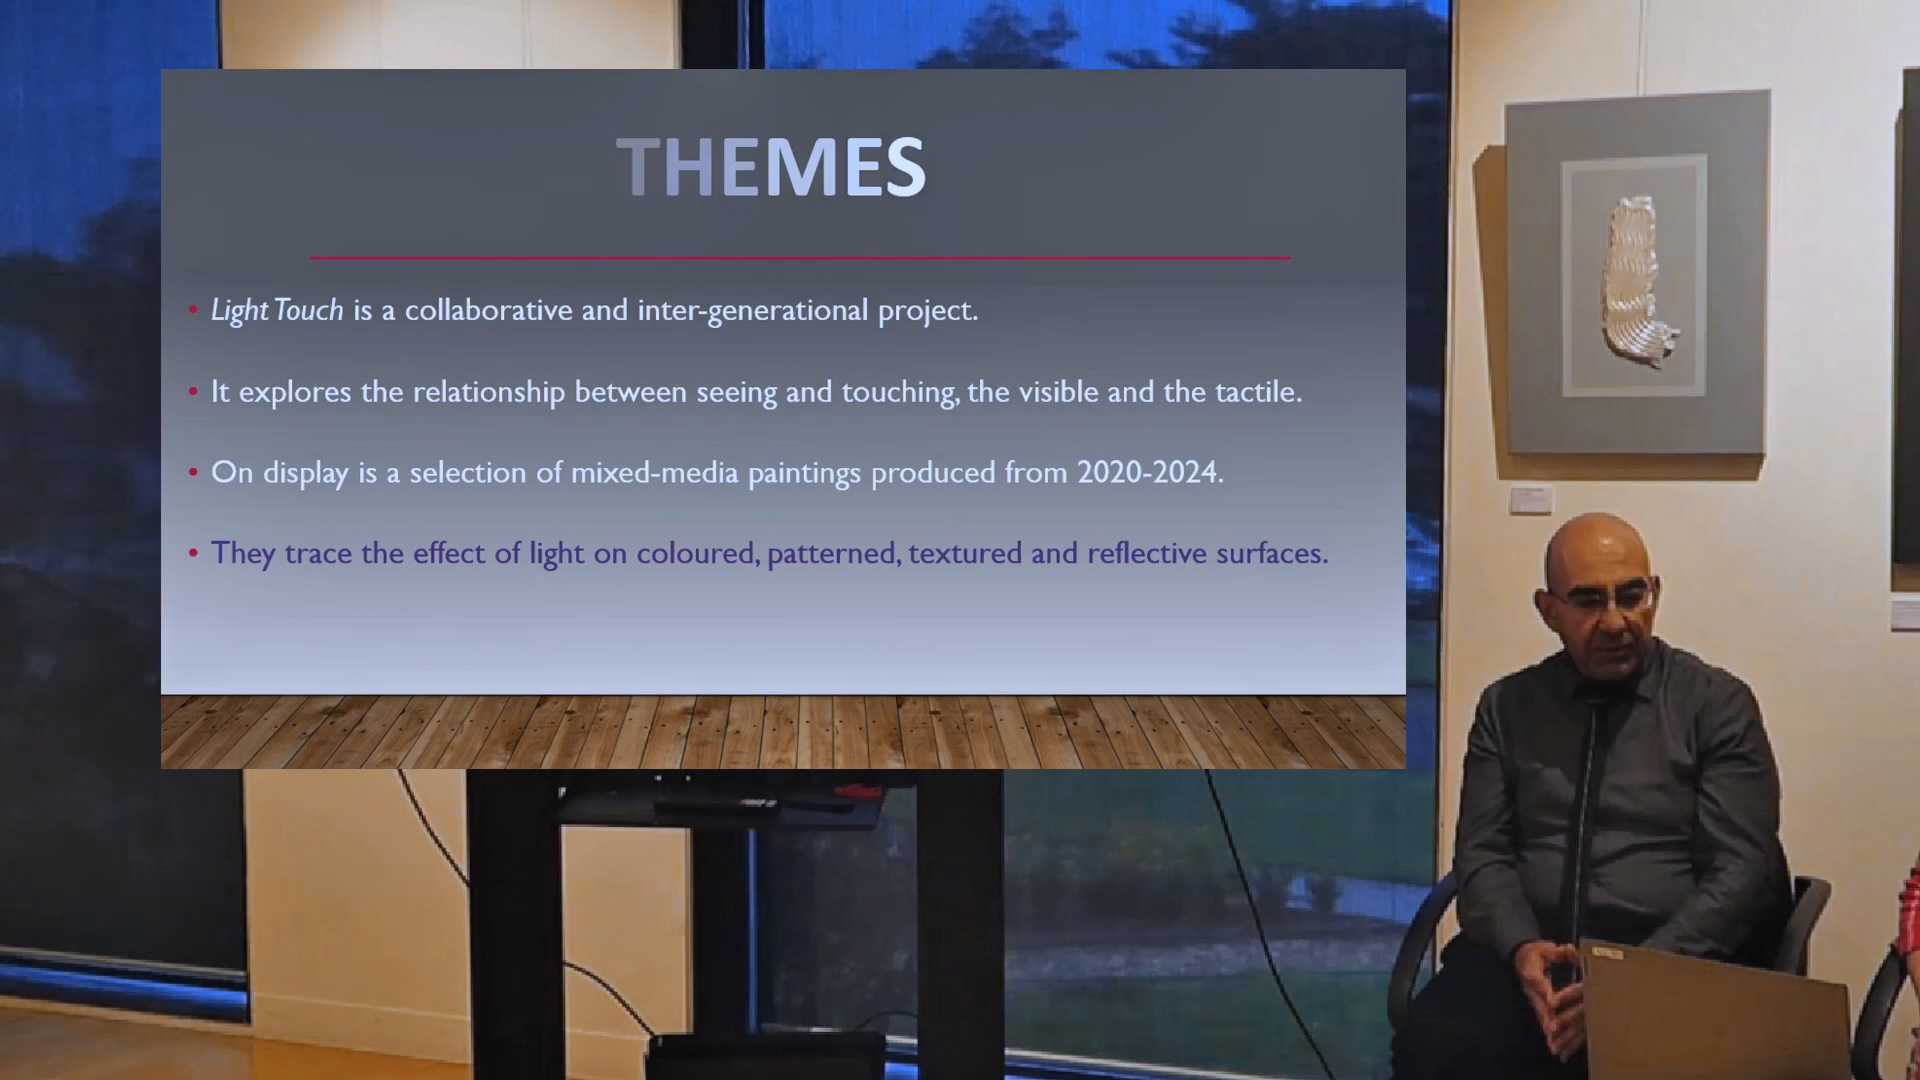 THEMES
• Light Touch is a collaborative and inter-generational project.
• It explores the relationship between seeing and touching, the visible and the tactile.
• On display is a selection of mixed-media paintings produced from 2020-2024.
• They trace the effect of light on coloured, patterned, textured and reflective surfaces.